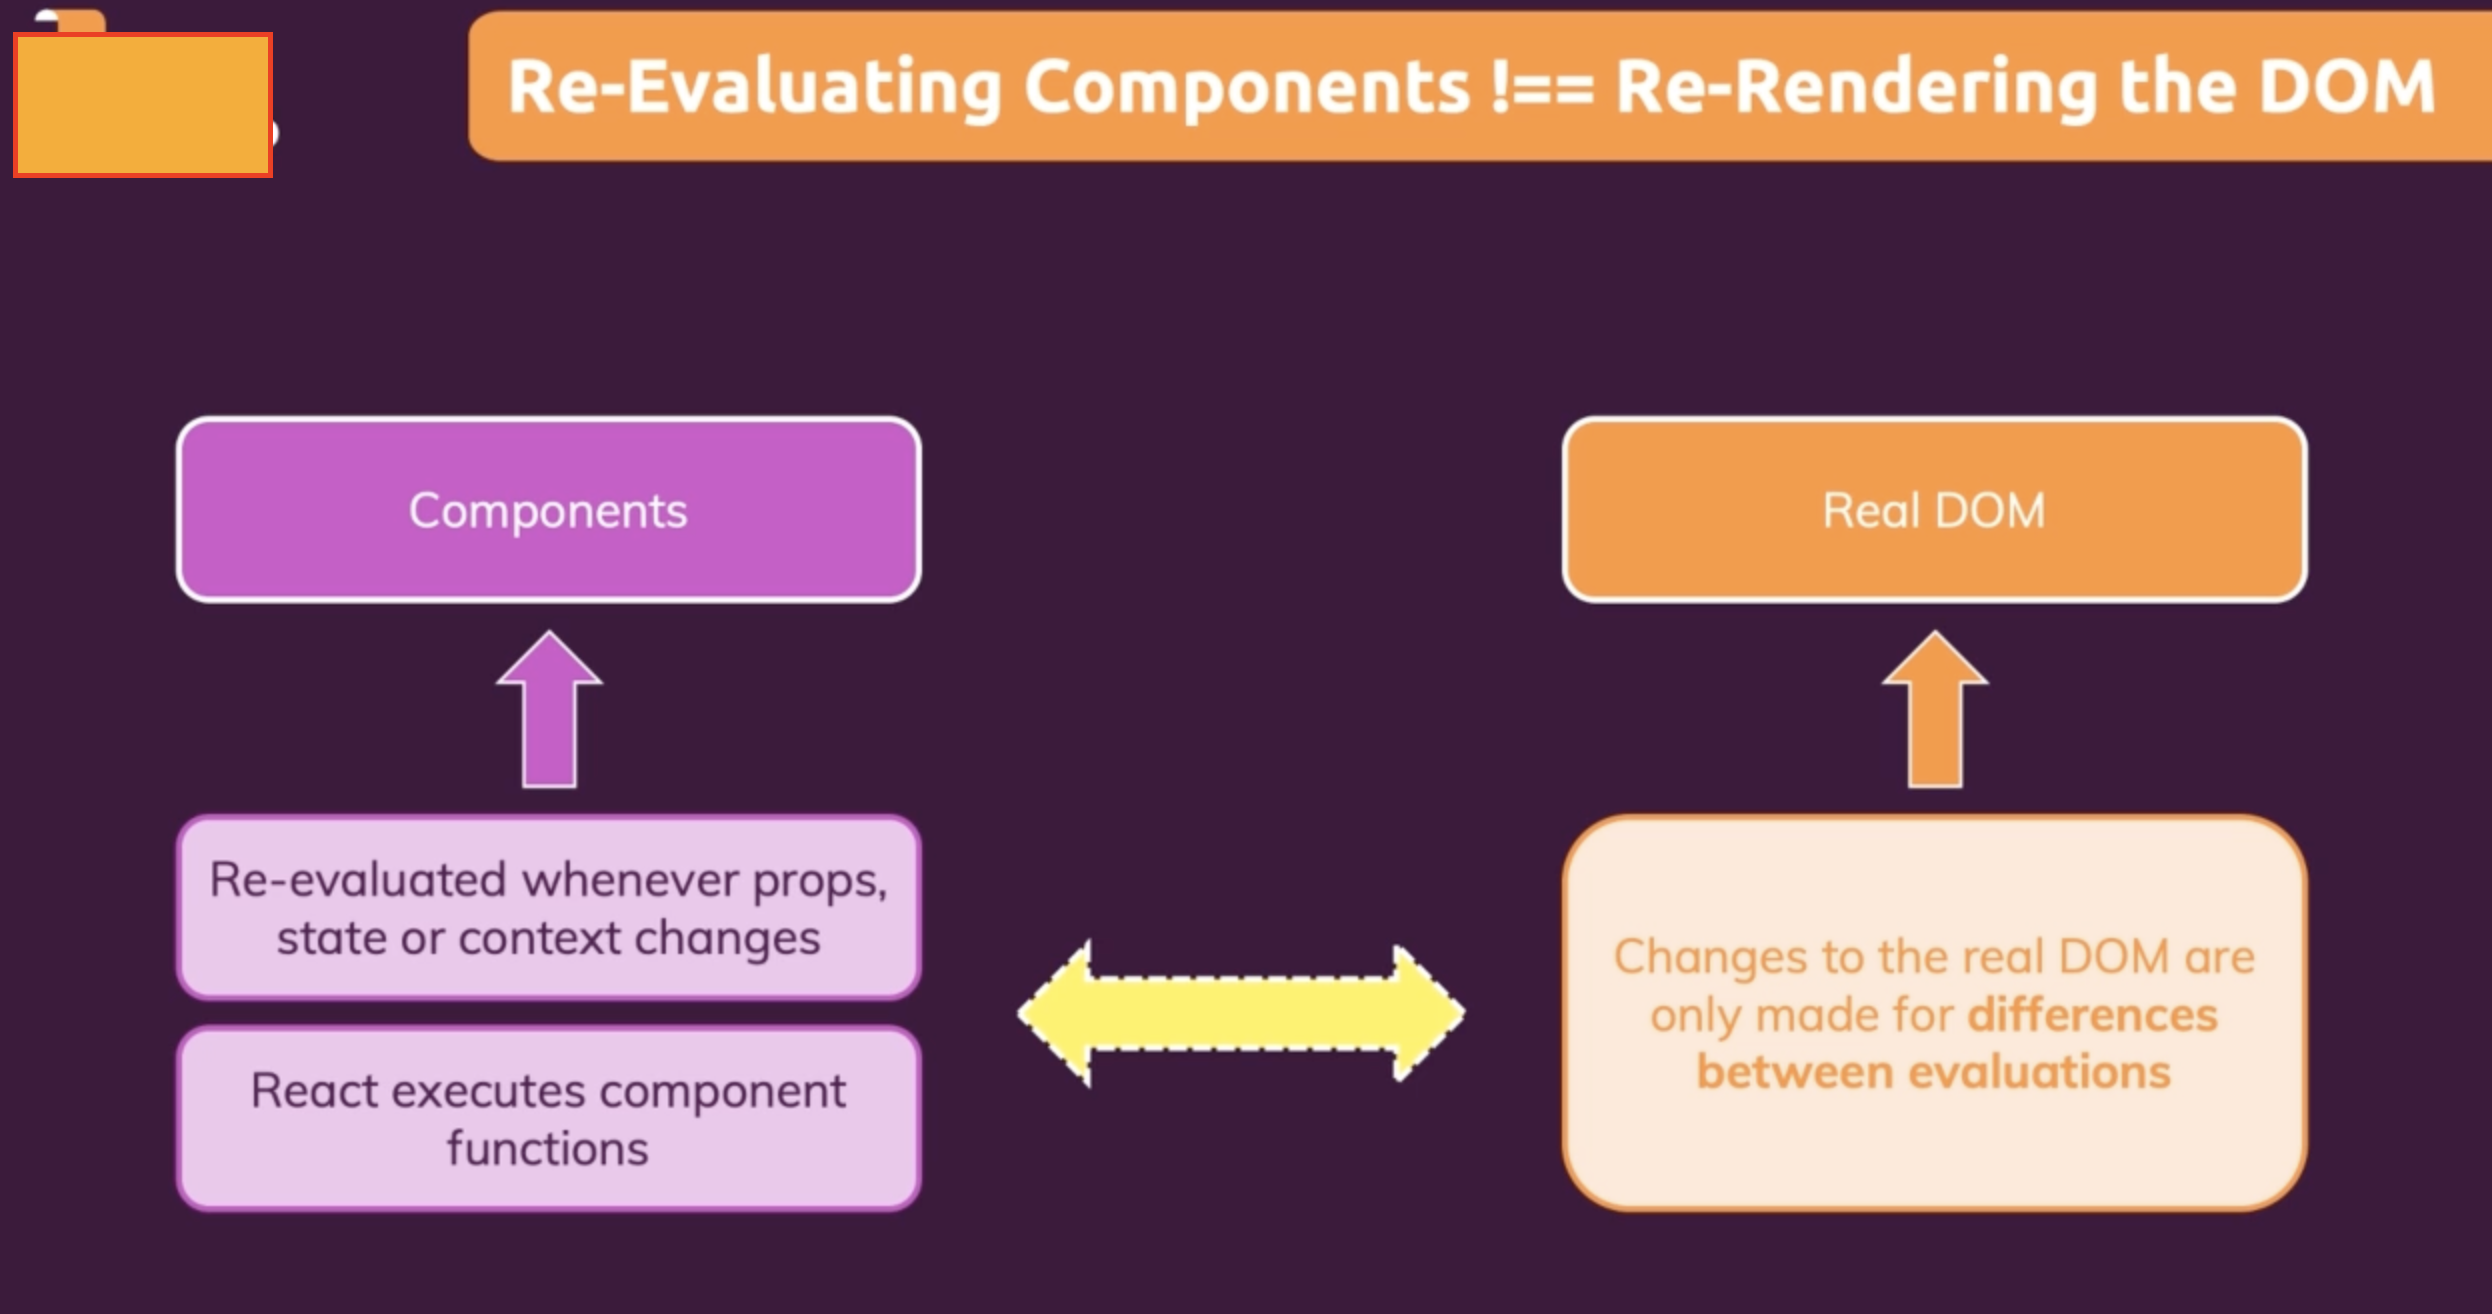 Re-Evaluating Components !== Re-Rendering the DOM
Components
Real DOM
Re-evaluated whenever props,
state or context changes
React executes component
functions
Changes to the real DOM are
only made for differences
between evaluations